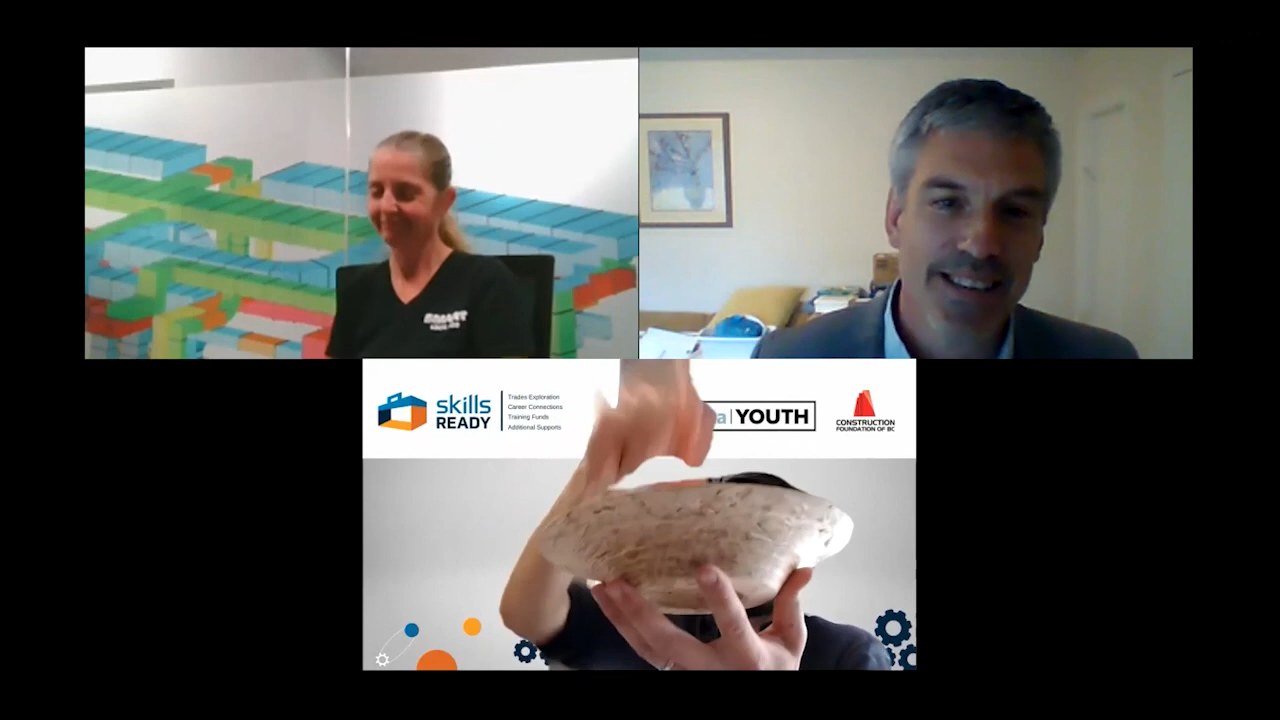 skills
READY
Trades Exploration
Career Connections
Training Funds
Additional Supports
a|YOUTH
CONSTRUCTION
FOUNDATION OF BC